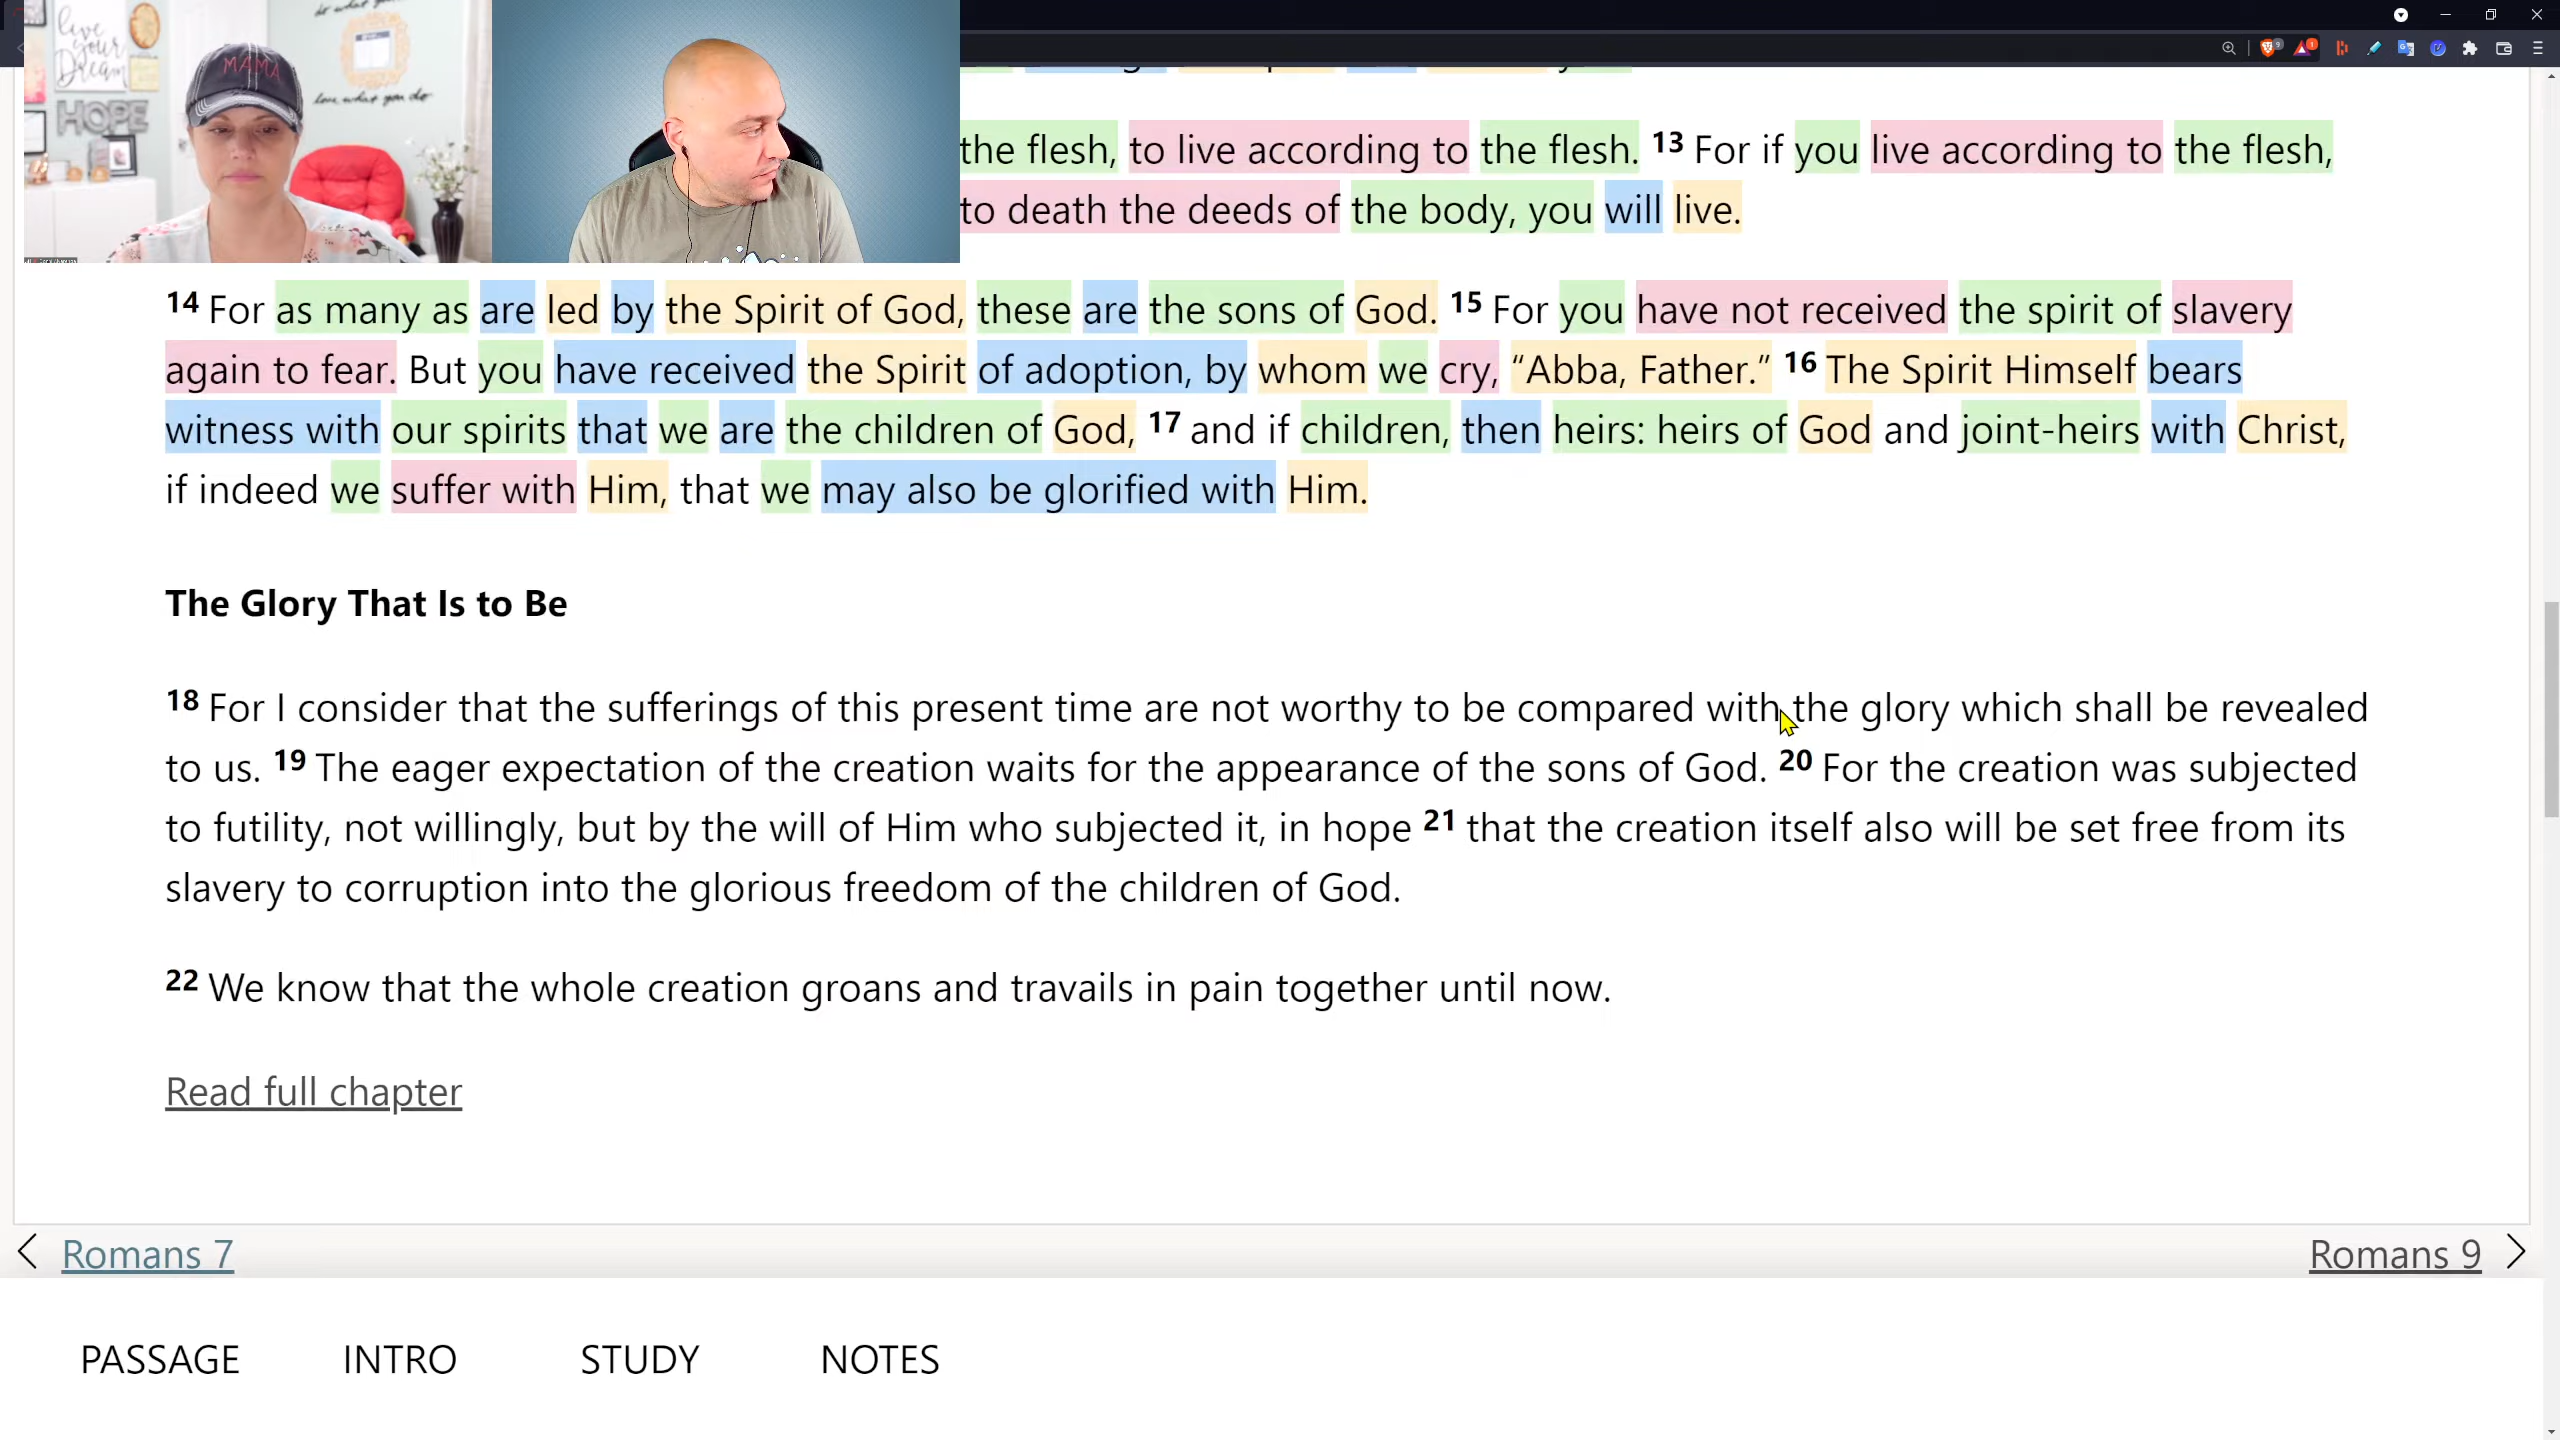 do what you
live
your
Dream
HOPE
love what you do
MAMA
the flesh, to live according to the flesh. 13 For if you live according to the flesh,
to death the deeds of the body, you will live.
14 For as many as are led by the Spirit of God, these are the sons of God. 15 For you have not received the spirit of slavery
again to fear. But you have received the Spirit of adoption, by whom we cry, “Abba, Father.” 16 The Spirit Himself bears
witness with our spirits that we are the children of God, 17 and if children, then heirs: heirs of God and joint-heirs with Christ,
if indeed we suffer with Him, that we may also be glorified with Him.
The Glory That Is to Be
18 For I consider that the sufferings of this present time are not worthy to be compared with the glory which shall be revealed
to us. 19 The eager expectation of the creation waits for the appearance of the sons of God. 20 For the creation was subjected
to futility, not willingly, but by the will of Him who subjected it, in hope 21 that the creation itself also will be set free from its
slavery to corruption into the glorious freedom of the children of God.
22 We know that the whole creation groans and travails in pain together until now.
Read full chapter
Romans 7
Romans 9
PASSAGE INTRO STUDY NOTES